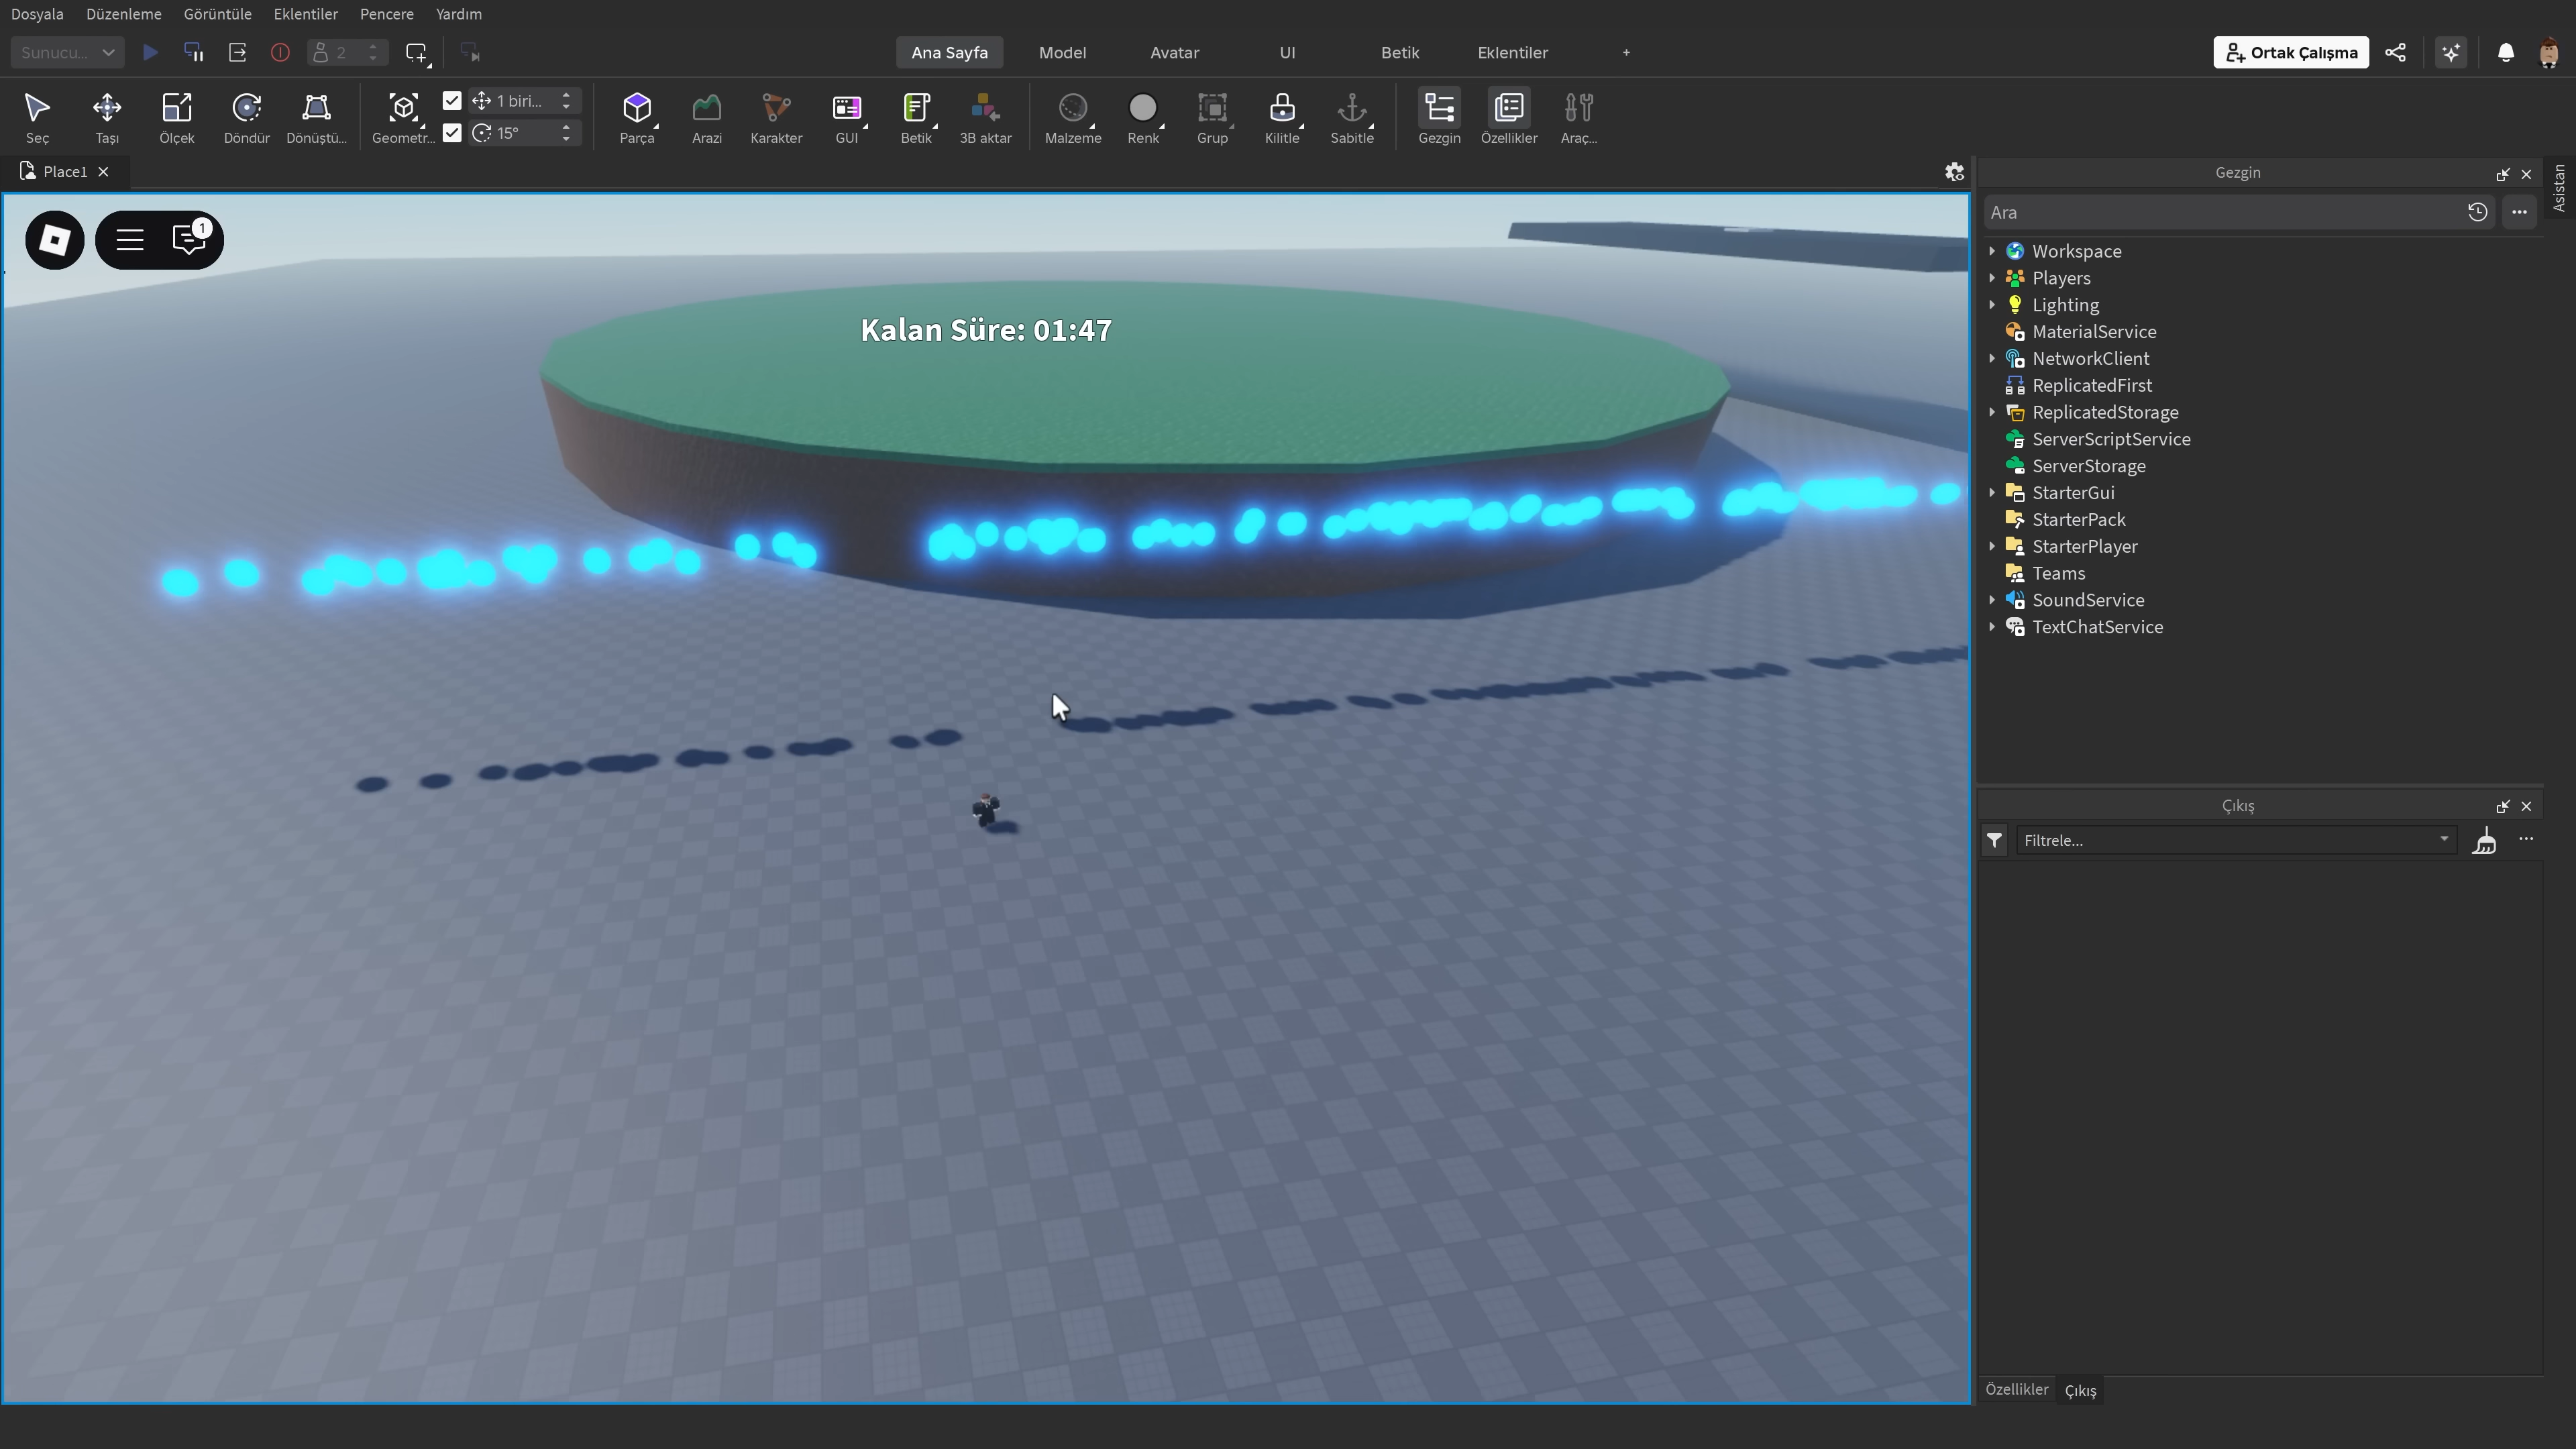 Dosyala Düzenleme Görüntüle Eklentiler Pencere Yardım
Sunucu... 2 Ana Sayfa Model Avatar UI Betik Eklentiler + Ortak Çalışma
Seç Taşı Ölçek Döndür Dönüştü... Geometr... 1 biri... 15° Parça Arazi Karakter GUI Betik 3B aktar Malzeme Renk Grup Kilitle Sabitle Gezgin Özellikler Araç...
Place1
1
Kalan Süre: 01:47
Gezgin
Asistan
Ara
Workspace
Players
Lighting
MaterialService
NetworkClient
ReplicatedFirst
ReplicatedStorage
ServerScriptService
ServerStorage
StarterGui
StarterPack
StarterPlayer
Teams
SoundService
TextChatService
Çıkış
Filtrele...
Özellikler Çıkış